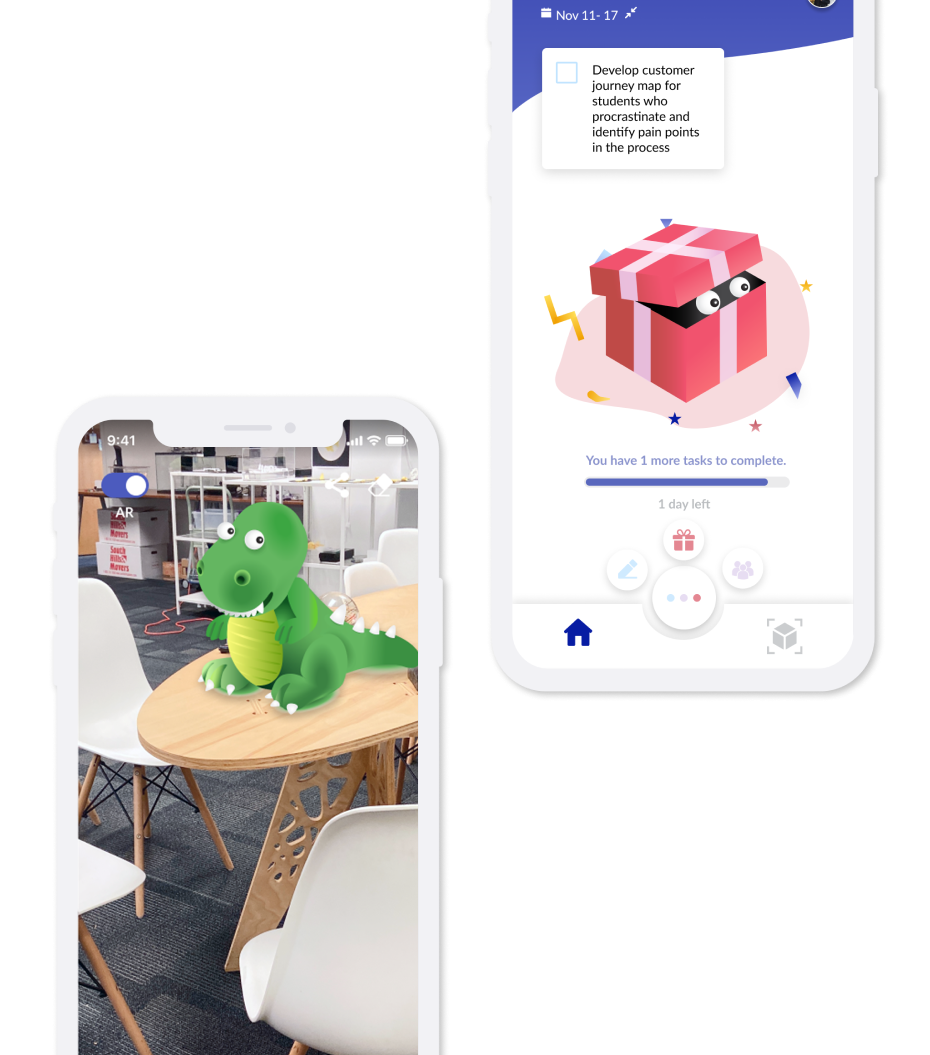 Nov 11- 17
Develop customer
journey map for
students who
procrastinate and
identify pain points
in the process
You have 1 more tasks to complete.
1 day left
9:41
AR
South
Hills
Movers
South
Hills
Movers